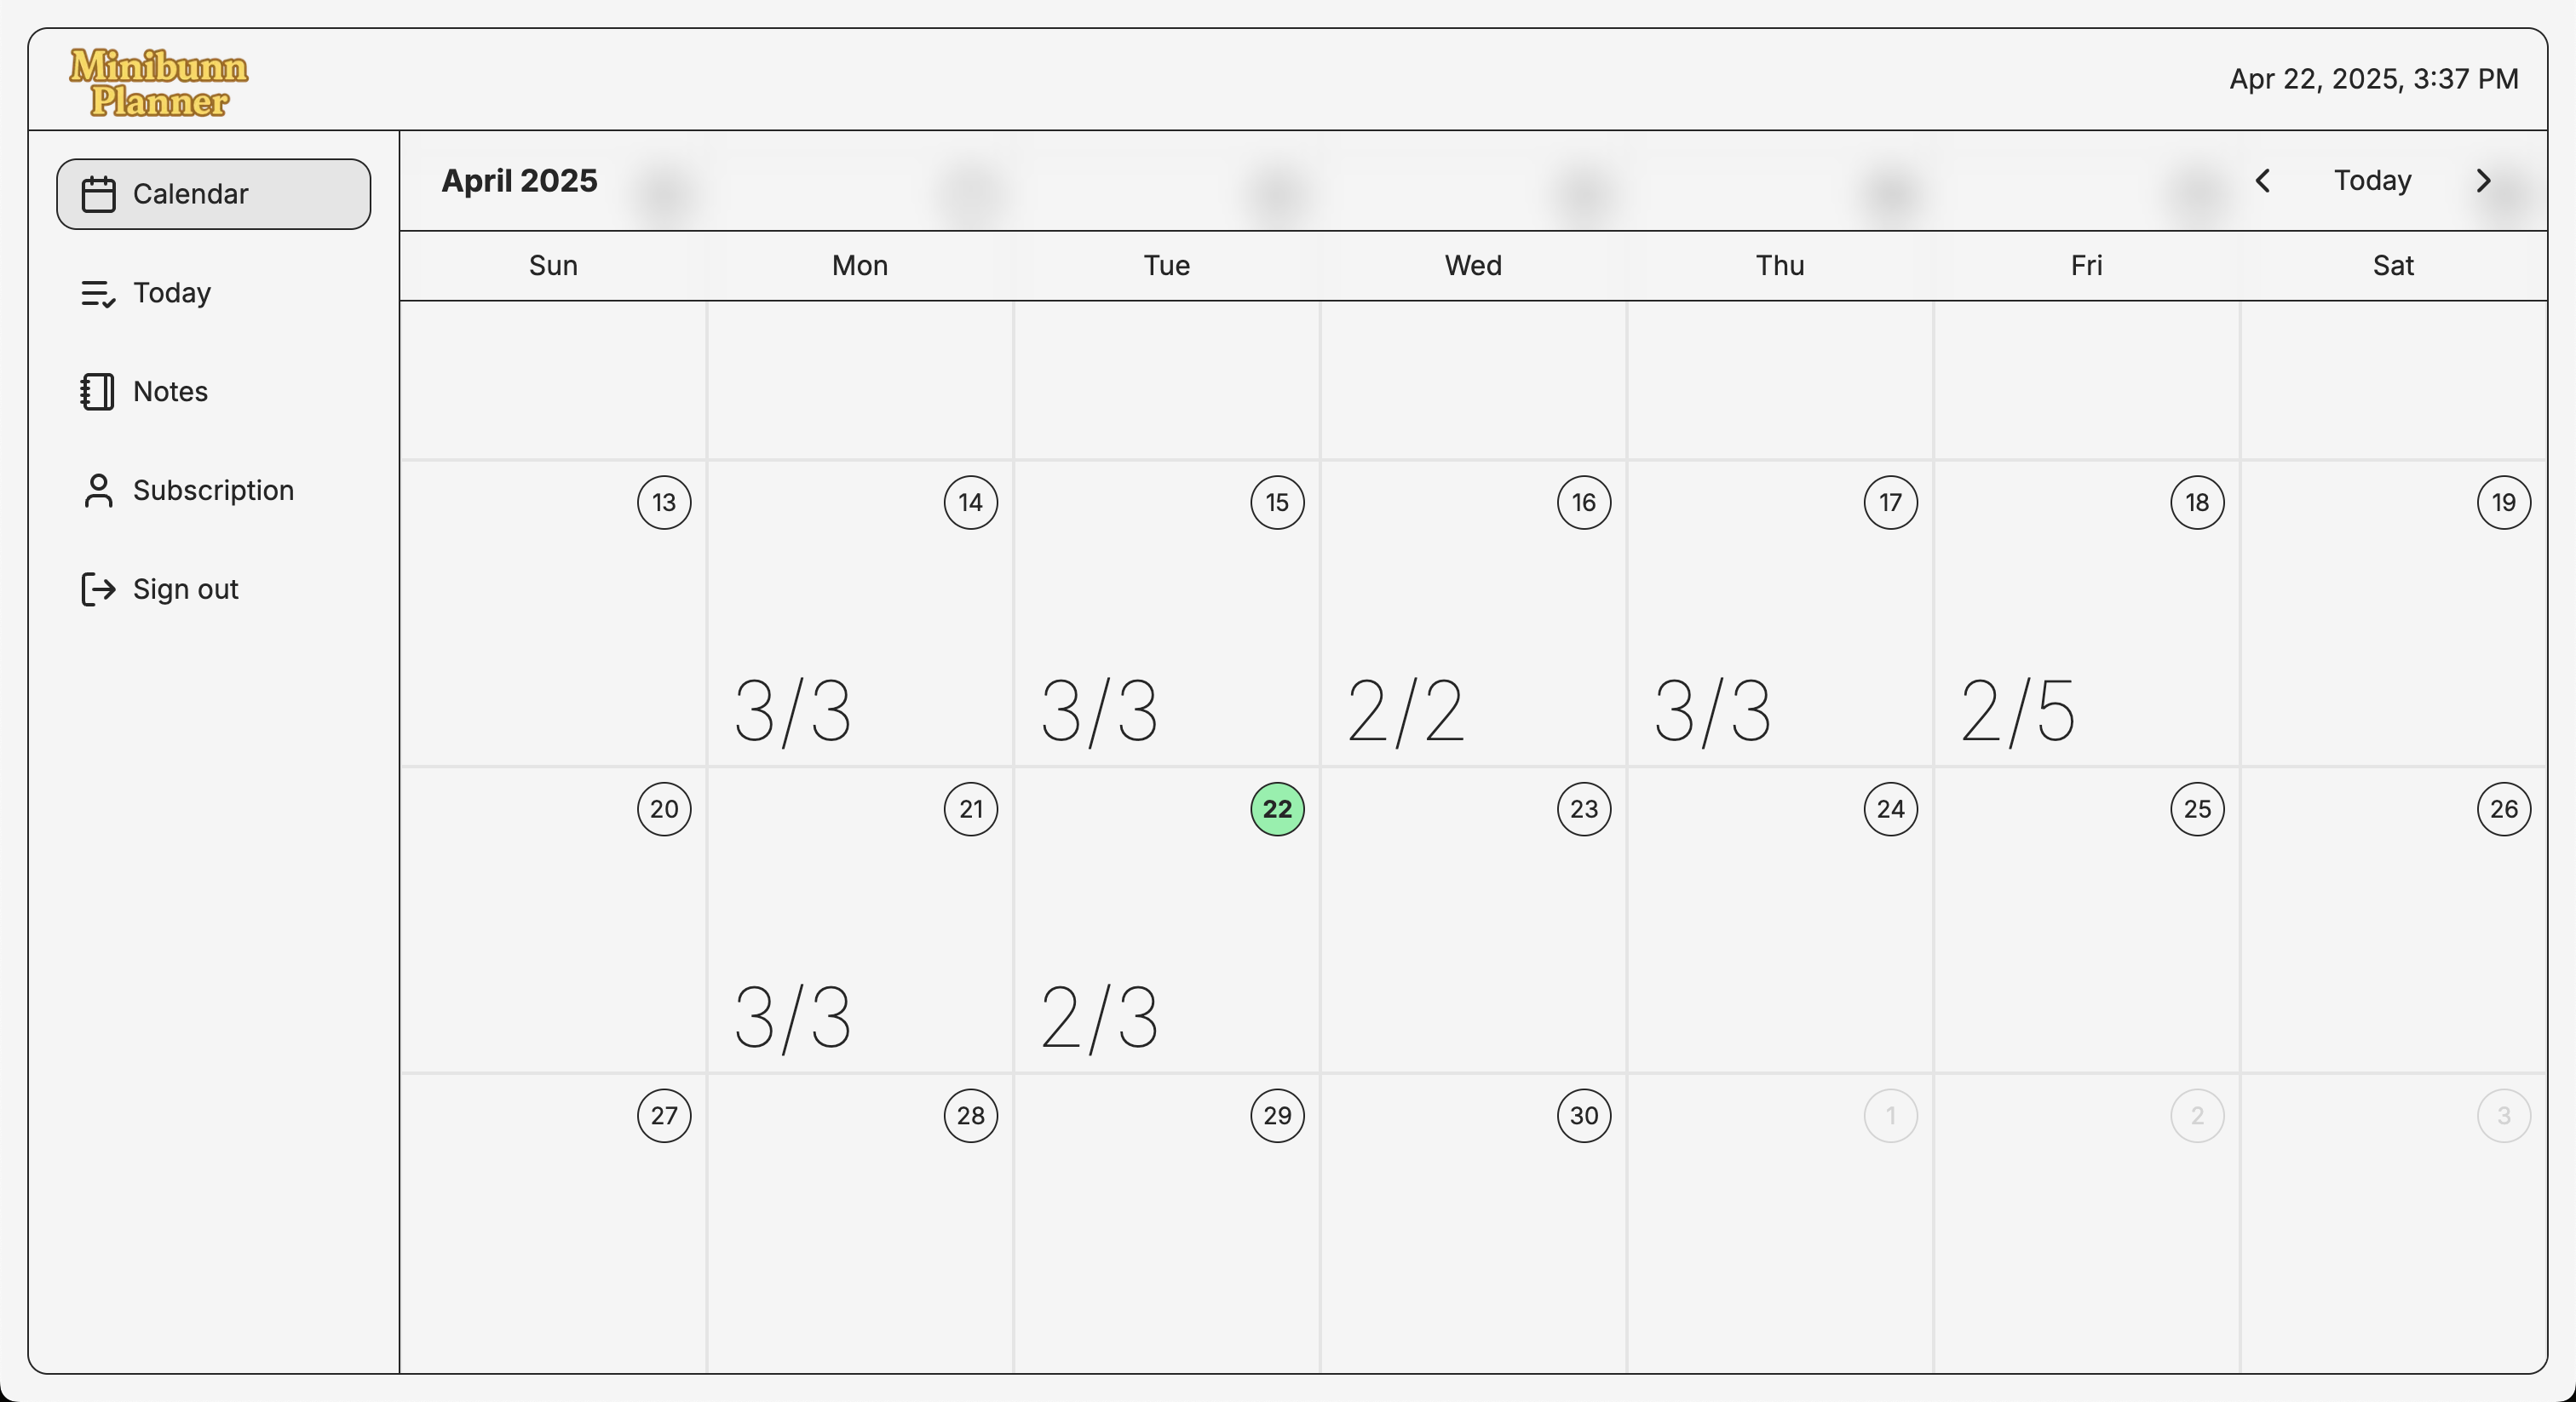 Minibunn
Planner
Apr 22, 2025, 3:37 PM
Calendar
Today
Notes
Subscription
Sign out
April 2025
Today
Sun Mon Tue Wed Thu Fri Sat
13 14 15 16 17 18 19
3/3 3/3 2/2 3/3 2/5
20 21 22 23 24 25 26
3/3 2/3
27 28 29 30 1 2 3